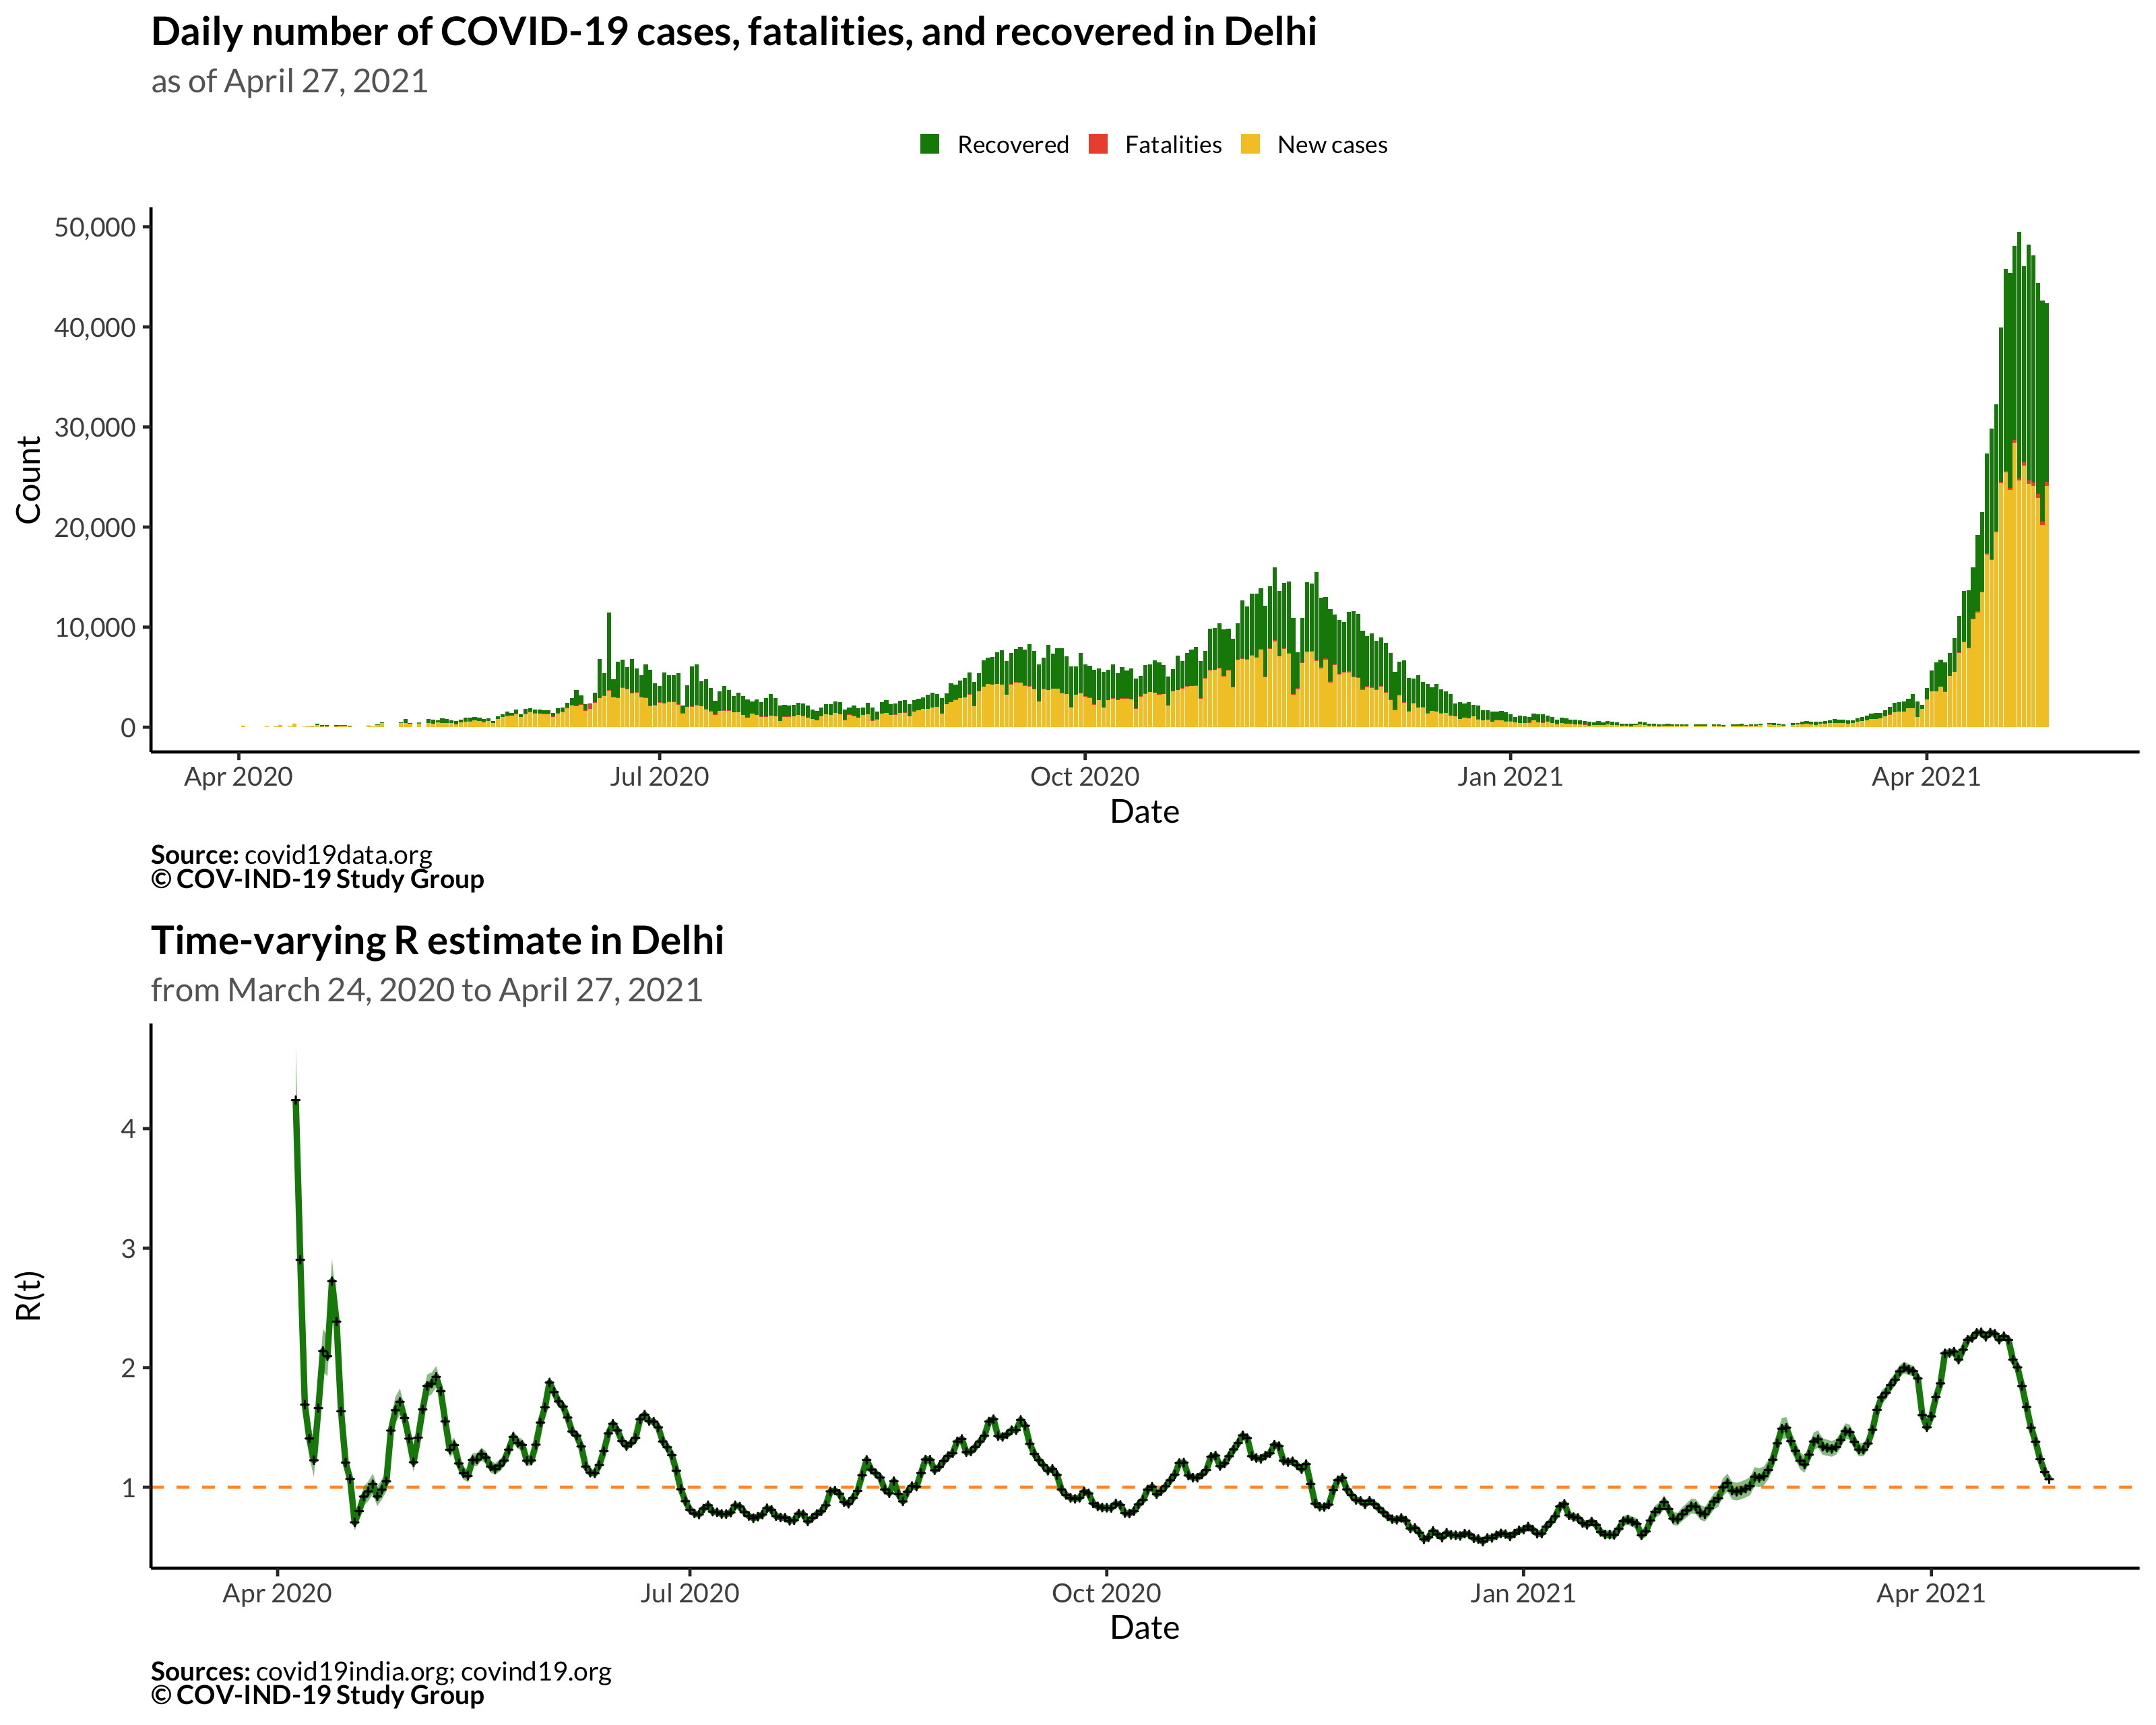 Daily number of COVID-19 cases, fatalities, and recovered in Delhi
as of April 27, 2021
Recovered Fatalities New cases
50,000
40,000
30,000
20,000
10,000
0
Count
Apr 2020 Jul 2020 Oct 2020 Jan 2021 Apr 2021
Date
Source: covid19data.org
© COV-IND-19 Study Group
Time-varying R estimate in Delhi
from March 24, 2020 to April 27, 2021
4
3
2
1
R(t)
Apr 2020 Jul 2020 Oct 2020 Jan 2021 Apr 2021
Date
Sources: covid19india.org; covind19.org
© COV-IND-19 Study Group